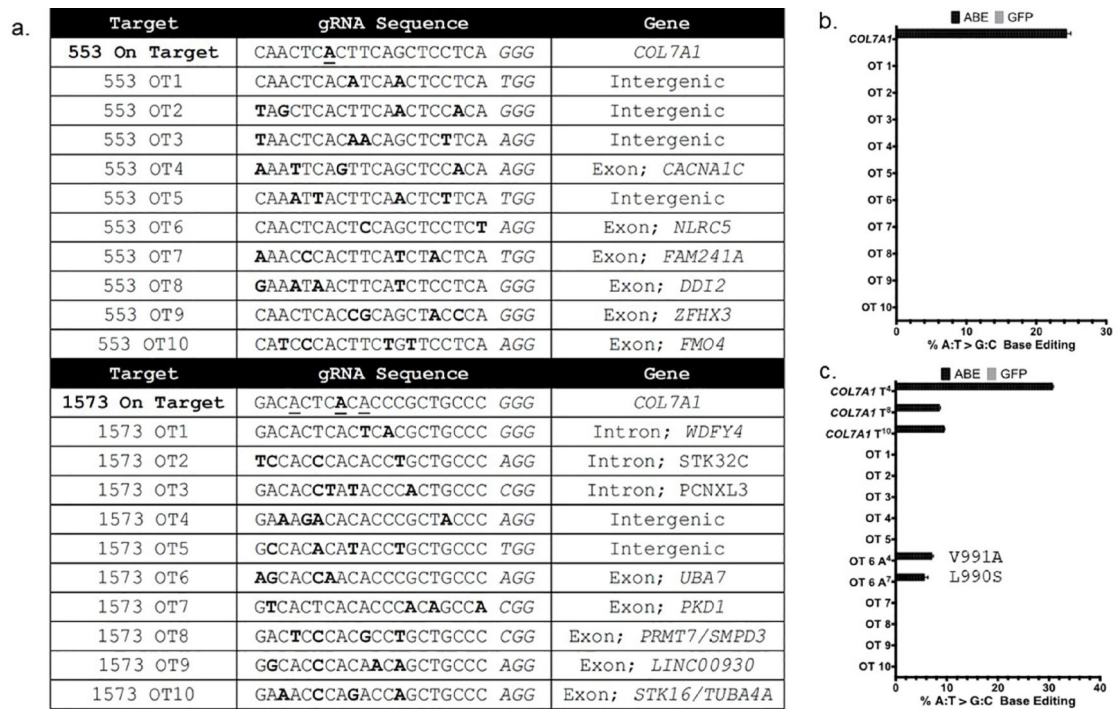 a.
Target gRNA Sequence Gene
553 On Target CAACTCACTTCAGCTCCTCA GGG COL7A1
553 OT1 CAACTCACATCAACTCCTCA TGG Intergenic
553 OT2 TAGCTCACTTCAACTCCACA GGG Intergenic
553 OT3 TAACTCACAACAGCTCTTCA AGG Intergenic
553 OT4 AAATTCAGTTCAGCTCCACA AGG Exon; CACNA1C
553 OT5 CAAATTACTTCAACTCTTCA TGG Intergenic
553 OT6 CAACTCACTCCAGCTCCTCT GGG Exon; NLRC5
553 OT7 AAACCCACTTCATCTACTCA TGG Exon; FAM241A
553 OT8 GAAATAACTTCATCTCCTCA GGG Exon; DDI2
553 OT9 CAACTCACCGCAGCTACCCA GGG Exon; ZFHX3
553 OT10 CATCCCACTTCTGTTCCTCA AGG Exon; FMO4
Target gRNA Sequence Gene
1573 On Target GACACTCACACCCGCTGCCC GGG COL7A1
1573 OT1 GACACTCACTCACGCTGCCC GGG Intron; WDFY4
1573 OT2 TCCACCCACACCTGCTGCCC AGG Intron; STK32C
1573 OT3 GACACCTATACCCACTGCCC CGG Intron; PCNXL3
1573 OT4 GAAAGACACACCCGCTACCC AGG Intergenic
1573 OT5 GCCACACATACCTGCTGCCC TGG Intergenic
1573 OT6 AGCACCAACACCCGCTGCCC AGG Exon; UBA7
1573 OT7 GTCACTCACACCCACAGCCA CGG Exon; PKD1
1573 OT8 GACTCCCACGCCTGCTGCCC CGG Exon; PRMT7/SMPD3
1573 OT9 GGCACCCACAACAGCTGCCC AGG Exon; LINC00930
1573 OT10 GAAACCCAGACCAGCTGCCC AGG Exon; STK16/TUBA4A
b.
ABE GFP
COL7A1
OT 1
OT 2
OT 3
OT 4
OT 5
OT 6
OT 7
OT 8
OT 9
OT 10
0 10 20 30
% A:T > G:C Base Editing
c.
ABE GFP
COL7A1 T4
COL7A1 T8
COL7A1 T10
OT 1
OT 2
OT 3
OT 4
OT 5
OT 6 A4 V991A
OT 6 A7 L990S
OT 7
OT 8
OT 9
OT 10
0 10 20 30 40
% A:T > G:C Base Editing